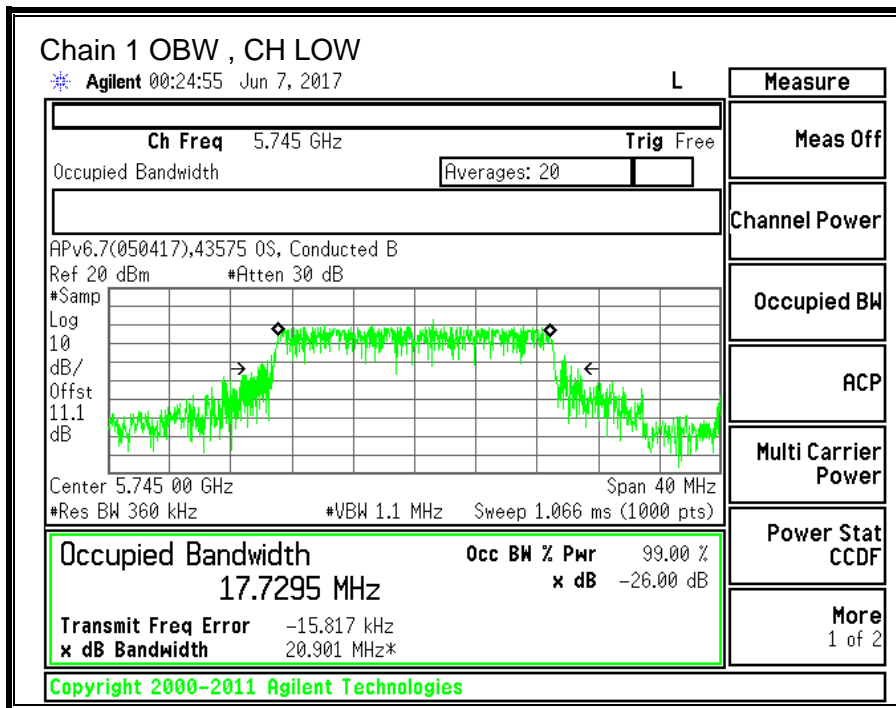 Chain 1 OBW , CH LOW
Agilent 00:24:55 Jun 7, 2017
L
Measure
Ch Freq 5.745 GHz
Trig Free
Occupied Bandwidth
Averages: 20
APv6.7(050417),43575 OS, Conducted B
Ref 20 dBm
#Atten 30 dB
#Samp
Log
10
dB/
Offst
11.1
dB
Center 5.745 00 GHz
Span 40 MHz
#Res BW 360 kHz
#VBW 1.1 MHz
Sweep 1.066 ms (1000 pts)
Occupied Bandwidth
17.7295 MHz
Occ BW % Pwr 99.00 %
x dB -26.00 dB
Transmit Freq Error -15.817 kHz
x dB Bandwidth 20.901 MHz*
Meas Off
Channel Power
Occupied BW
ACP
Multi Carrier
Power
Power Stat
CCDF
More
1 of 2
Copyright 2000-2011 Agilent Technologies